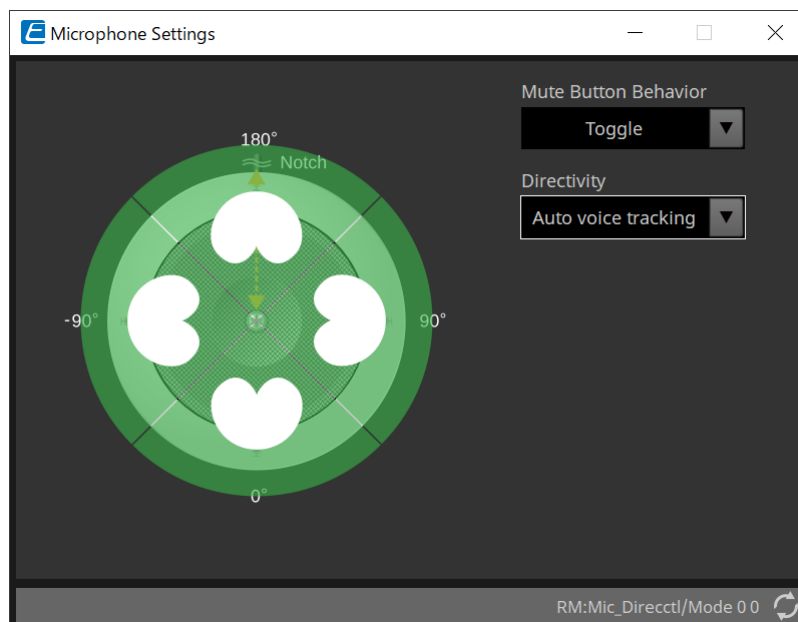 Microphone Settings
Mute Button Behavior
Toggle
Directivity
Auto voice tracking
180°
Notch
-90°
90°
0°
RM:Mic_Direcctl/Mode 0 0